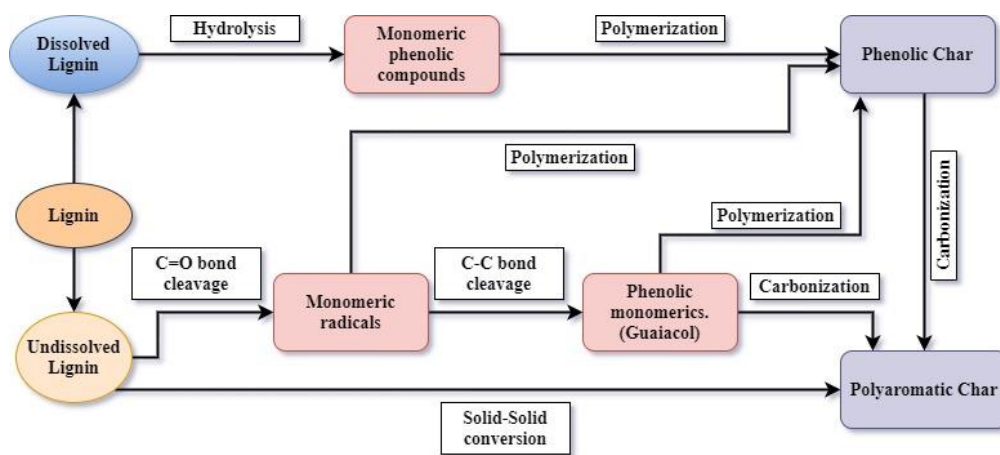 Dissolved
Lignin
Hydrolysis
Monomeric
phenolic
compounds
Polymerization
Phenolic Char
Polymerization
Lignin
Polymerization
Carbonization
C=O bond
cleavage
C-C bond
cleavage
Monomeric
radicals
Phenolic
monomerics.
(Guaiacol)
Carbonization
Undissolved
Lignin
Polyaromatic Char
Solid-Solid
conversion